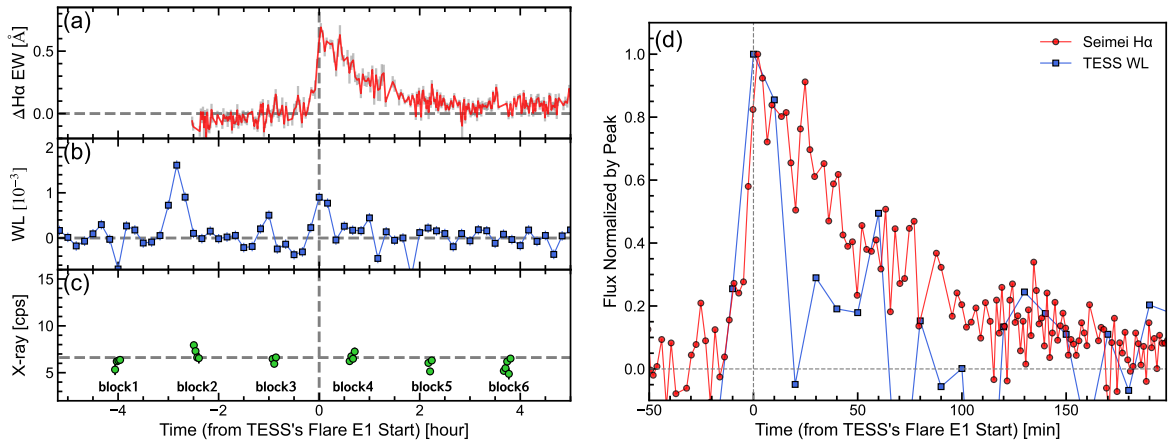 (a)
ΔHα EW [Å]
0.5
0.0
(b)
WL [10⁻³]
2
1
0
(c)
X-ray [cps]
15
10
5
block1 block2 block3 block4 block5 block6
−4 −2 0 2 4
Time (from TESS's Flare E1 Start) [hour]
(d)
Seimei Hα
TESS WL
Flux Normalized by Peak
1.0
0.8
0.6
0.4
0.2
0.0
−50 0 50 100 150
Time (from TESS's Flare E1 Start) [min]